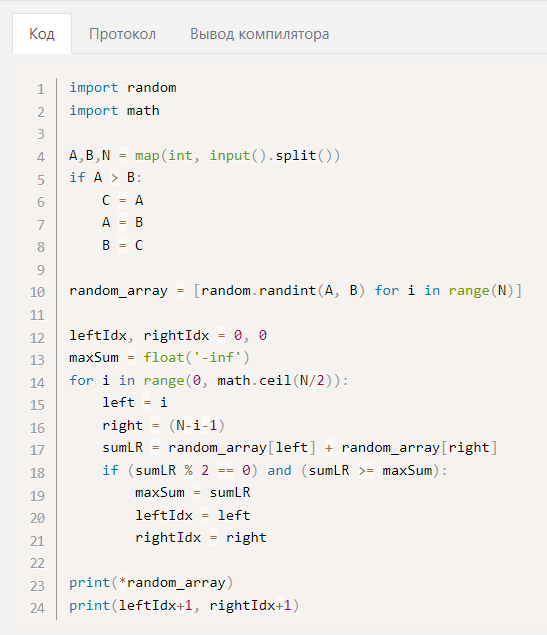 Код Протокол Вывод компилятора
1 import random
2 import math
3
4 A,B,N = map(int, input().split())
5 if A > B:
6     C = A
7     A = B
8     B = C
9
10 random_array = [random.randint(A, B) for i in range(N)]
11
12 leftIdx, rightIdx = 0, 0
13 maxSum = float('-inf')
14 for i in range(0, math.ceil(N/2)):
15     left = i
16     right = (N-i-1)
17     sumLR = random_array[left] + random_array[right]
18     if (sumLR % 2 == 0) and (sumLR >= maxSum):
19         maxSum = sumLR
20         leftIdx = left
21         rightIdx = right
22
23 print(*random_array)
24 print(leftIdx+1, rightIdx+1)